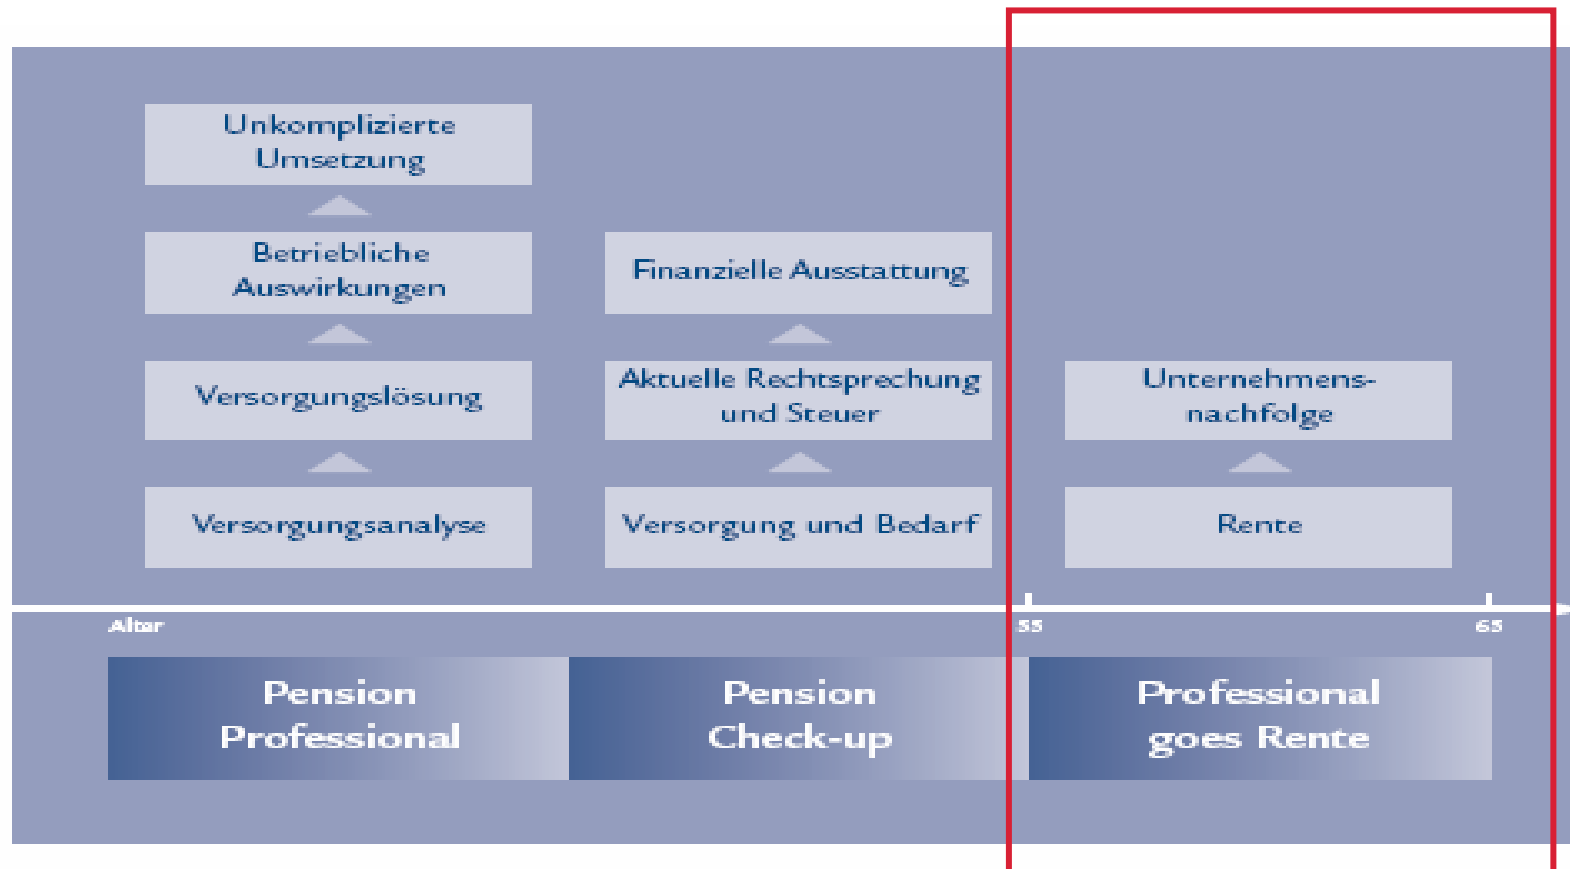 Unkomplizierte
Umsetzung
Betriebliche
Auswirkungen
Versorgungslösung
Versorgungsanalyse
Finanzielle Ausstattung
Aktuelle Rechtsprechung
und Steuer
Versorgung und Bedarf
Unternehmens-
nachfolge
Rente
Alter
55
65
Pension
Professional
Pension
Check-up
Professional
goes Rente